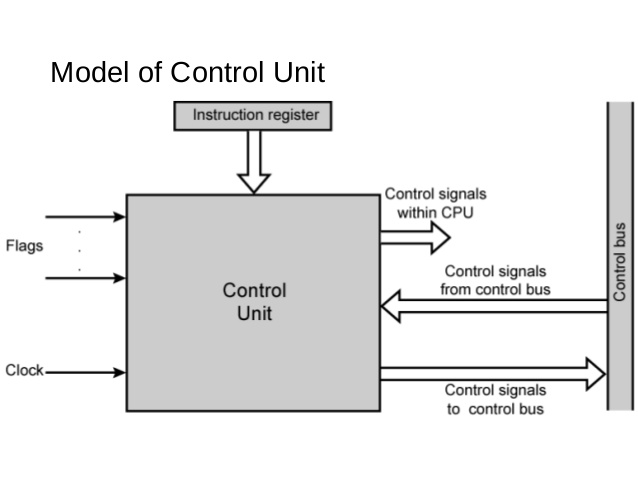 Model of Control Unit
Instruction register
Control signals
within CPU
Flags
Control signals
from control bus
Control
Unit
Control bus
Clock
Control signals
to control bus